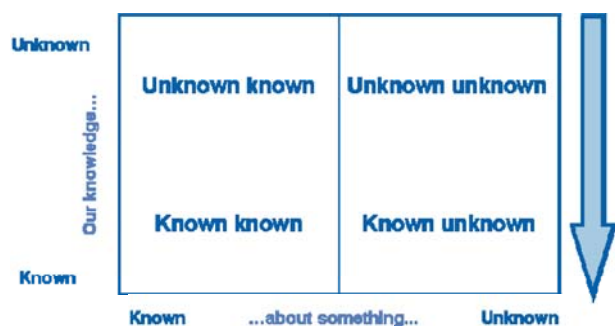 Unknown
Unknown known
Unknown unknown
Our knowledge...
Known known
Known unknown
Known
Known
...about something...
Unknown